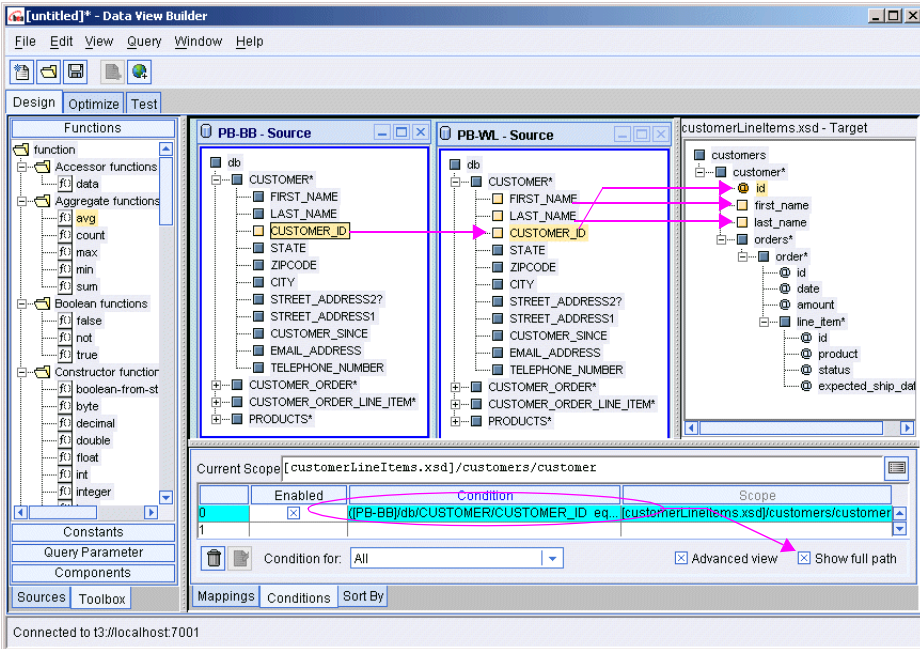 [untitled]* - Data View Builder
File Edit View Query Window Help
Design Optimize Test
Functions
function
Accessor functions
f() data
Aggregate functions
f() avg
f() count
f() max
f() min
f() sum
Boolean functions
f() false
f() not
f() true
Constructor function
f() boolean-from-st
f() byte
f() decimal
f() double
f() float
f() int
f() integer
Constants
Query Parameter
Components
Sources Toolbox
PB-BB - Source
db
CUSTOMER*
FIRST_NAME
LAST_NAME
CUSTOMER_ID
STATE
ZIPCODE
CITY
STREET_ADDRESS2?
STREET_ADDRESS1
CUSTOMER_SINCE
EMAIL_ADDRESS
TELEPHONE_NUMBER
CUSTOMER_ORDER*
CUSTOMER_ORDER_LINE_ITEM*
PRODUCTS*
PB-WL - Source
db
CUSTOMER*
FIRST_NAME
LAST_NAME
CUSTOMER_ID
STATE
ZIPCODE
CITY
STREET_ADDRESS2?
STREET_ADDRESS1
CUSTOMER_SINCE
EMAIL_ADDRESS
TELEPHONE_NUMBER
CUSTOMER_ORDER*
CUSTOMER_ORDER_LINE_ITEM*
PRODUCTS*
customerLineItems.xsd - Target
customers
customer*
@ id
first_name
last_name
orders*
order*
@ id
@ date
@ amount
line_item*
@ id
@ product
@ status
@ expected_ship_dat
Current Scope [customerLineItems.xsd]/customers/customer
Enabled Condition Scope
0 ([PB-BB]/db/CUSTOMER/CUSTOMER_ID eq... [customerLineItems.xsd]/customers/customer
1
Condition for: All Advanced view Show full path
Mappings Conditions Sort By
Connected to t3://localhost:7001